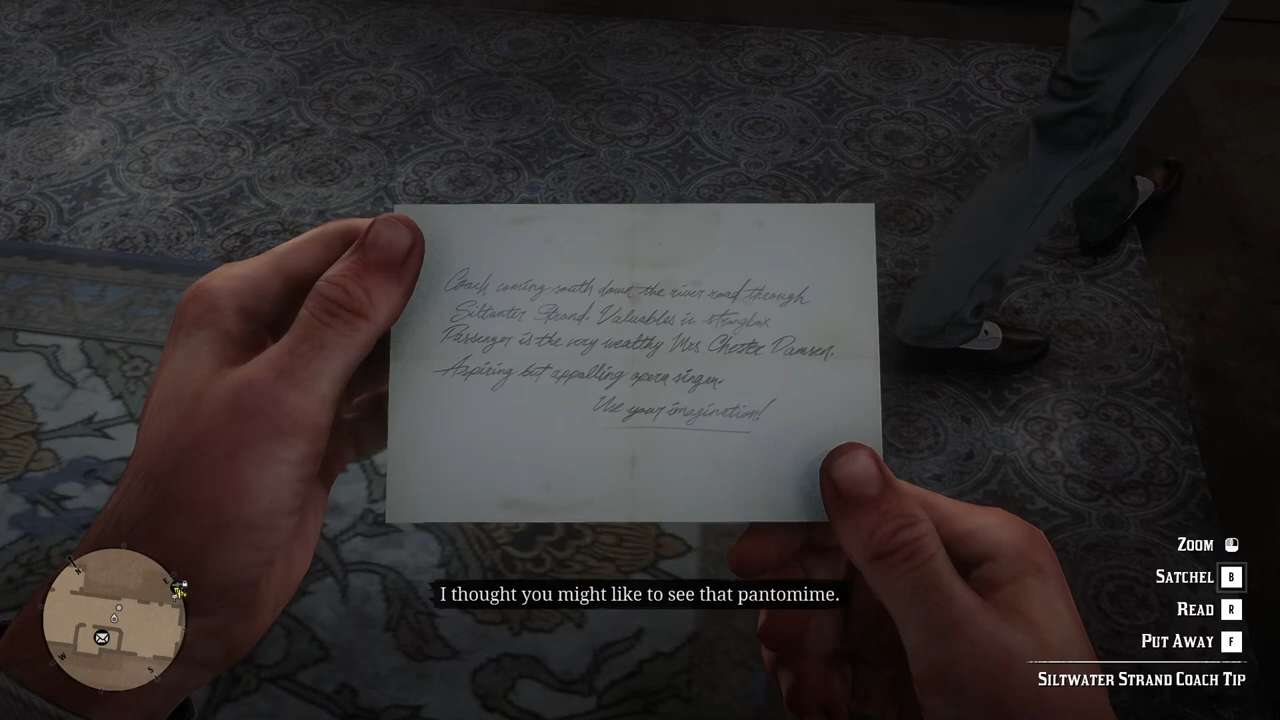 Coach coming south down the river road through
Siltwater Strand. Valuables in strongbox
Passenger is the very wealthy Mrs Chester Damsen.
Aspiring but appalling opera singer.
Use your imagination!
I thought you might like to see that pantomime.
ZOOM
SATCHEL B
READ R
PUT AWAY F
SILTWATER STRAND COACH TIP
N
E
W
S